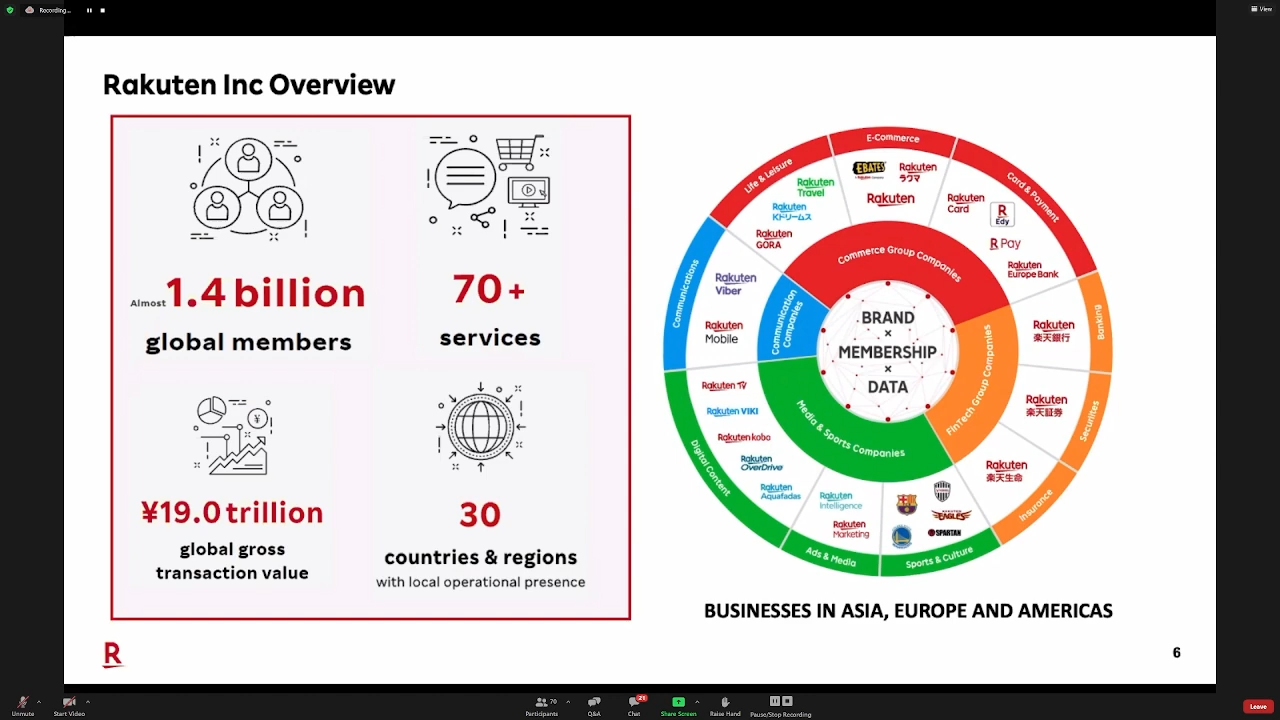 Recording...
View
Rakuten Inc Overview
Almost 1.4 billion
global members
70+
services
¥19.0 trillion
global gross
transaction value
30
countries & regions
with local operational presence
E-Commerce
EBATES
Rakuten
ラクマ
Rakuten
Card & Payment
Rakuten
Card
R
Edy
R Pay
Rakuten
Europe Bank
Banking
Rakuten
楽天銀行
Securities
Rakuten
楽天証券
Insurance
Rakuten
楽天生命
Sports & Culture
RAKUTEN
EAGLES
SPARTAN
Ads & Media
Rakuten
Intelligence
Rakuten
Marketing
Digital Content
Rakuten TV
Rakuten VIKI
Rakuten kobo
Rakuten
OverDrive
Rakuten
Aquafadas
Communications
Rakuten
Viber
Rakuten
Mobile
Life & Leisure
Rakuten
Travel
Rakuten
Kドリームス
Rakuten
GORA
Commerce Group Companies
FinTech Group Companies
Media & Sports Companies
Communication
Companies
BRAND
×
MEMBERSHIP
×
DATA
BUSINESSES IN ASIA, EUROPE AND AMERICAS
R
6
Unmute
Start Video
70
Participants
Q&A
21
Chat
Share Screen
Raise Hand
Pause/Stop Recording
Leave